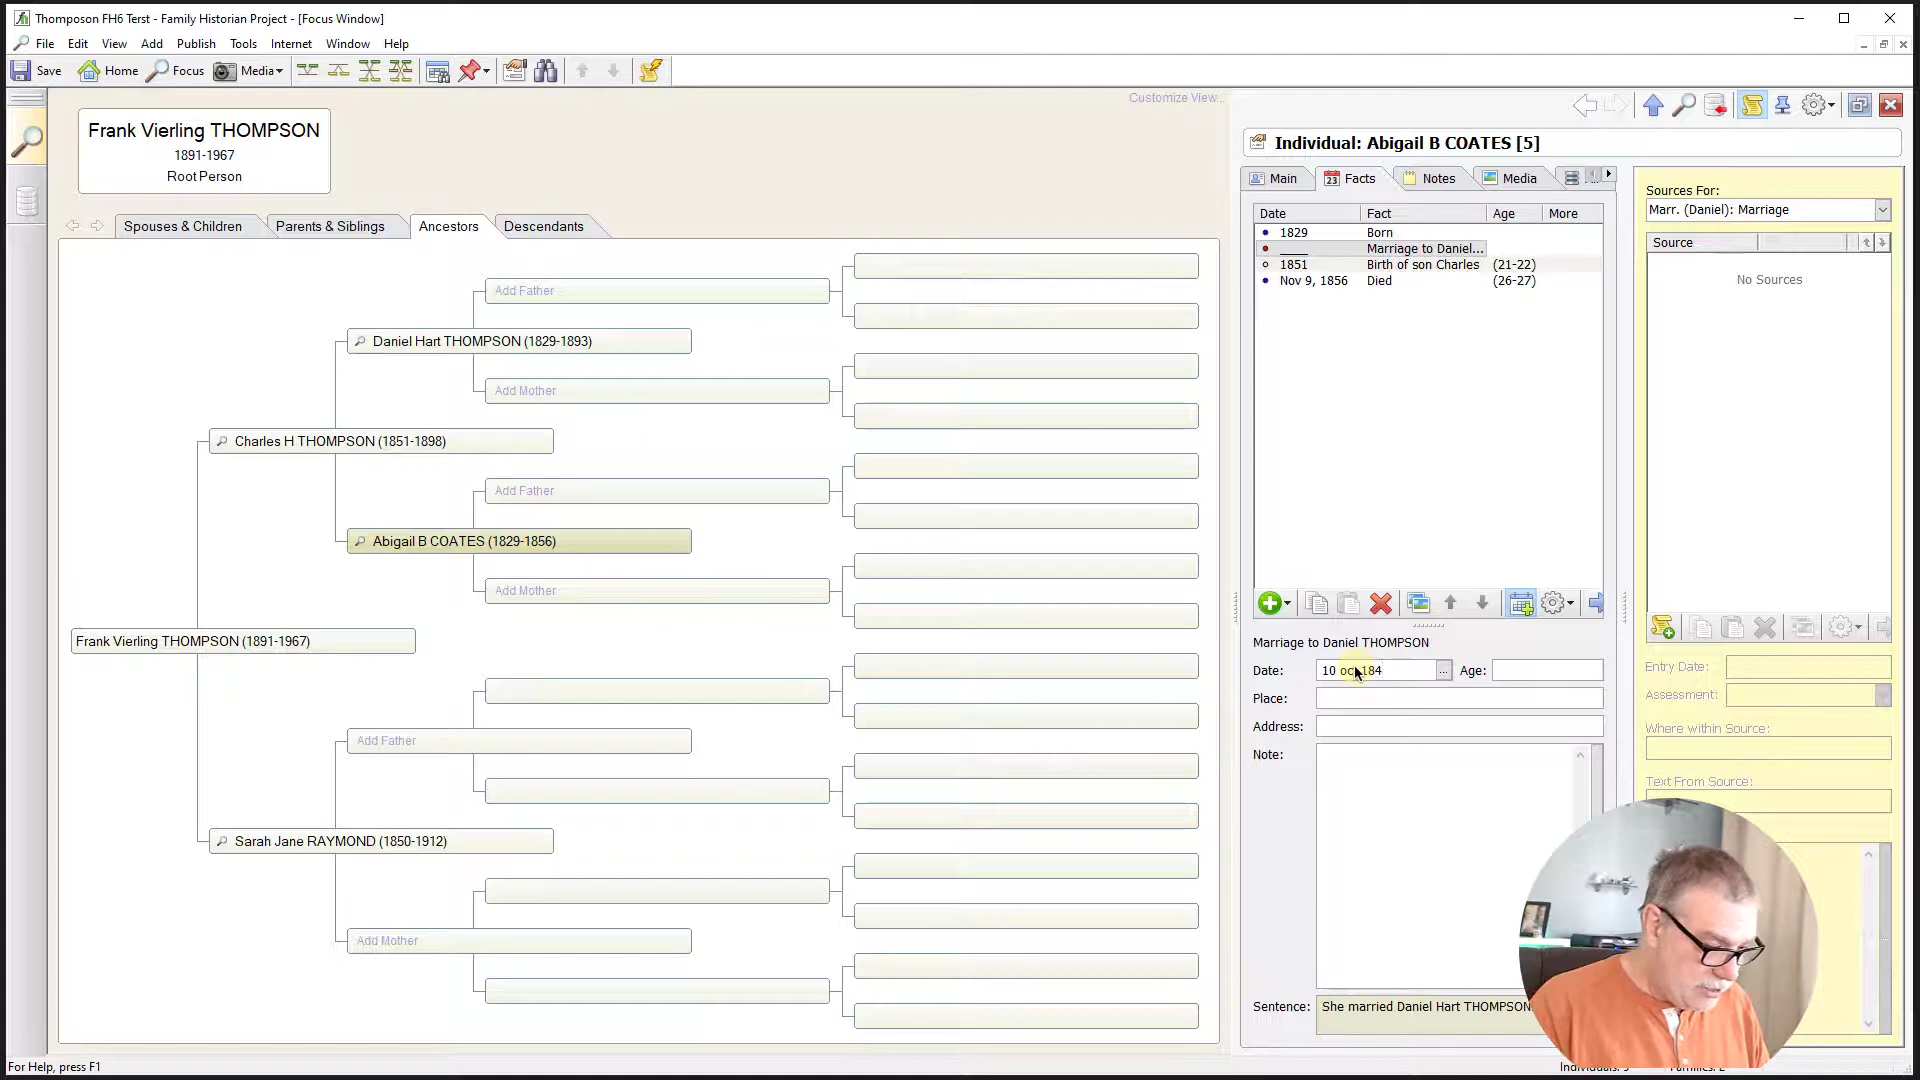 Thomposon FH6 Terst - Family Historian Project - [Focus Window]
File Edit View Add Publish Tools Internet Window Help
Save Home Focus Media
Customize View...
Frank Vierling THOMPSON
1891-1967
Root Person
Spouses & Children Parents & Siblings Ancestors Descendants
Add Father
Daniel Hart THOMPSON (1829-1893)
Add Mother
Charles H THOMPSON (1851-1898)
Add Father
Abigail B COATES (1829-1856)
Add Mother
Frank Vierling THOMPSON (1891-1967)
Add Father
Sarah Jane RAYMOND (1850-1912)
Add Mother
Individual: Abigail B COATES [5]
Main 23 Facts Notes Media ...
Date Fact Age More
1829 Born
____ Marriage to Daniel...
1851 Birth of son Charles (21-22)
Nov 9, 1856 Died (26-27)
Marriage to Daniel THOMPSON
Date: 10 oc 184 ... Age:
Place:
Address:
Note:
Sentence: She married Daniel Hart THOMPSON
Sources For:
Marr. (Daniel): Marriage
Source
No Sources
Entry Date:
Assessment:
Where within Source:
Text From Source:
For Help, press F1